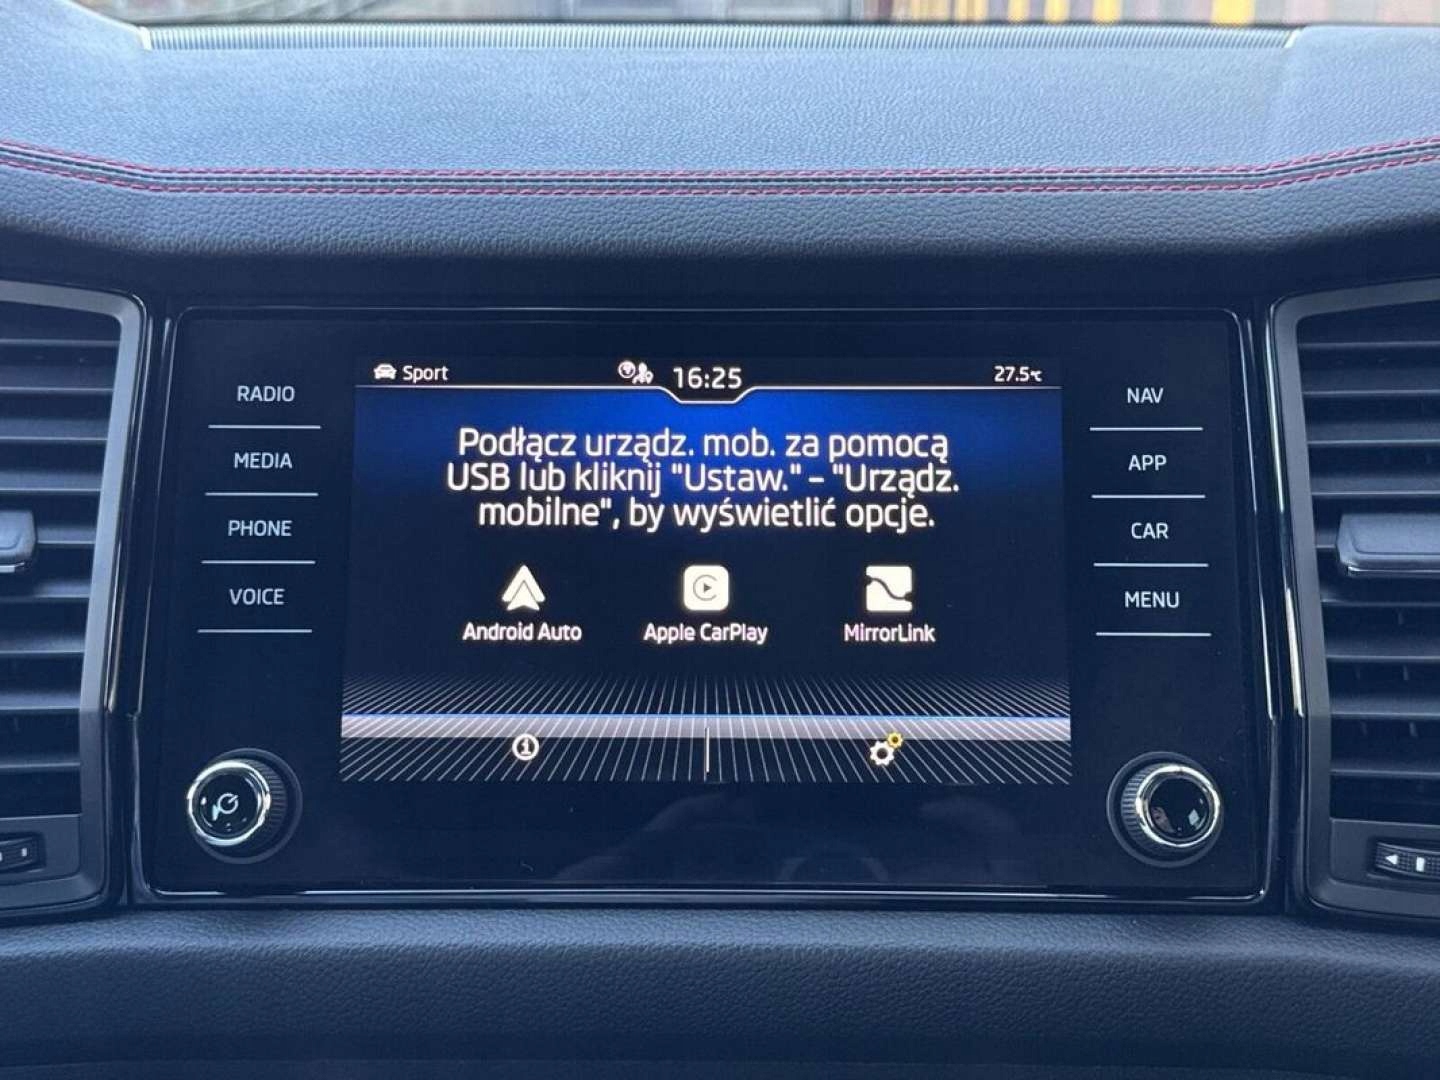 Sport
16:25
27.5°C
RADIO
MEDIA
PHONE
VOICE
Podłącz urządz. mob. za pomocą
USB lub kliknij "Ustaw." - "Urządz.
mobilne", by wyświetlić opcje.
Android Auto
Apple CarPlay
MirrorLink
NAV
APP
CAR
MENU